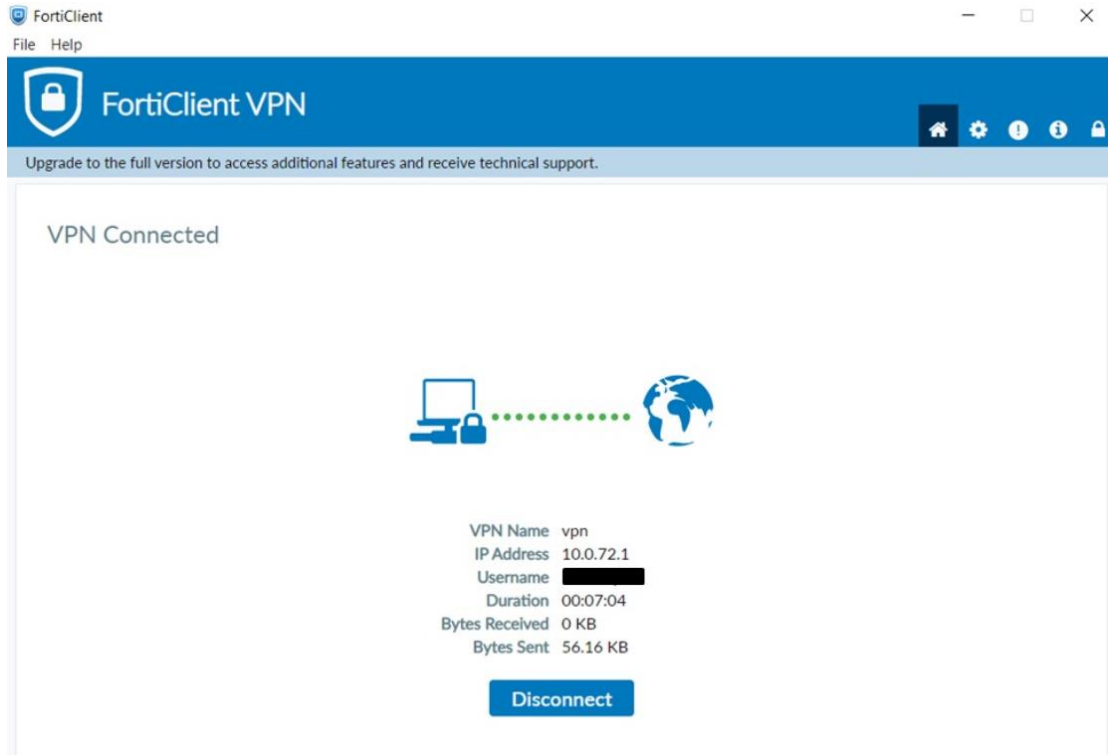 FortiClient
File Help
FortiClient VPN
Upgrade to the full version to access additional features and receive technical support.
VPN Connected
VPN Name vpn
IP Address 10.0.72.1
Username
Duration 00:07:04
Bytes Received 0 KB
Bytes Sent 56.16 KB
Disconnect